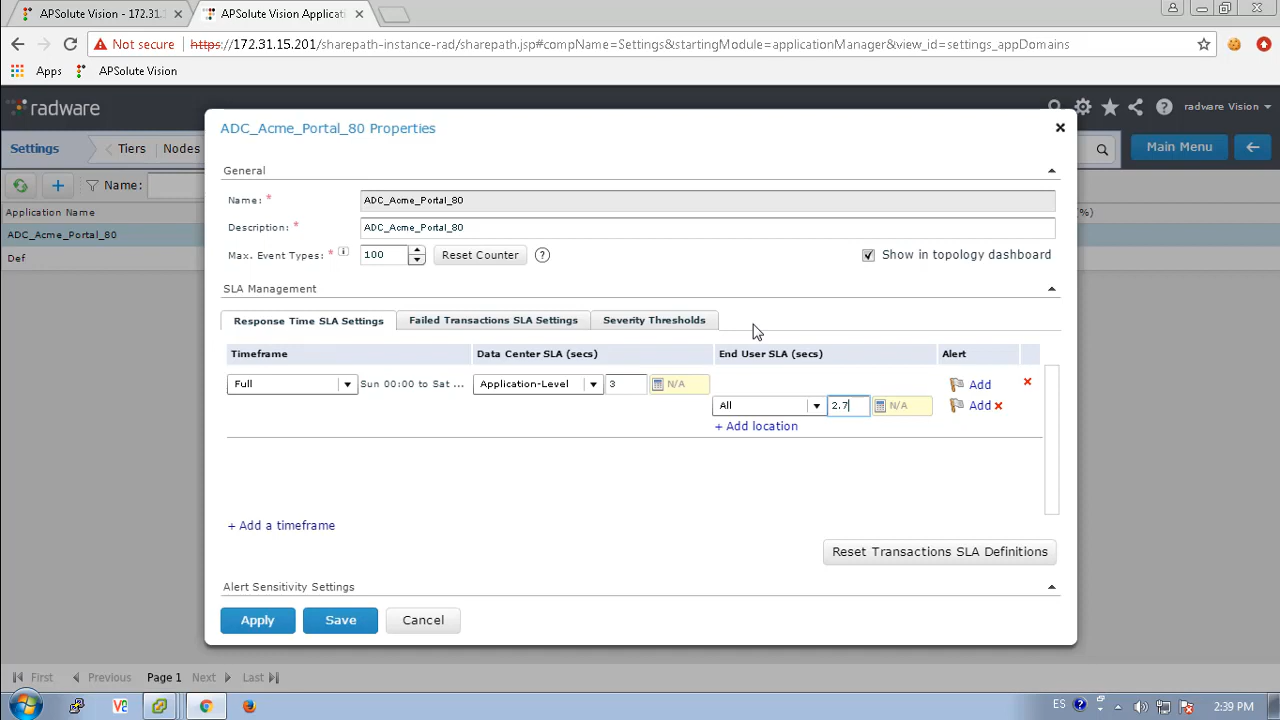 APSolute Vision - 172.31
APSolute Vision Applicati
Not secure https://172.31.15.201/sharepath-instance-rad/sharepath.jsp#compName=Settings&startingModule=applicationManager&view_id=settings_appDomains
Apps APSolute Vision
radware radware Vision
ADC_Acme_Portal_80 Properties
Settings Tiers Nodes Main Menu
General
Name:
Name: * ADC_Acme_Portal_80
Application Name %)
Description: * ADC_Acme_Portal_80
ADC_Acme_Portal_80
Max. Event Types: * i 100 Reset Counter ? Show in topology dashboard
Def
SLA Management
Response Time SLA Settings Failed Transactions SLA Settings Severity Thresholds
Timeframe Data Center SLA (secs) End User SLA (secs) Alert
Full Sun 00:00 to Sat ... Application-Level 3 N/A Add
All 2.7 N/A Add
+ Add location
+ Add a timeframe
Reset Transactions SLA Definitions
Alert Sensitivity Settings
Apply Save Cancel
First Previous Page 1 Next Last
ES ? 2:39 PM